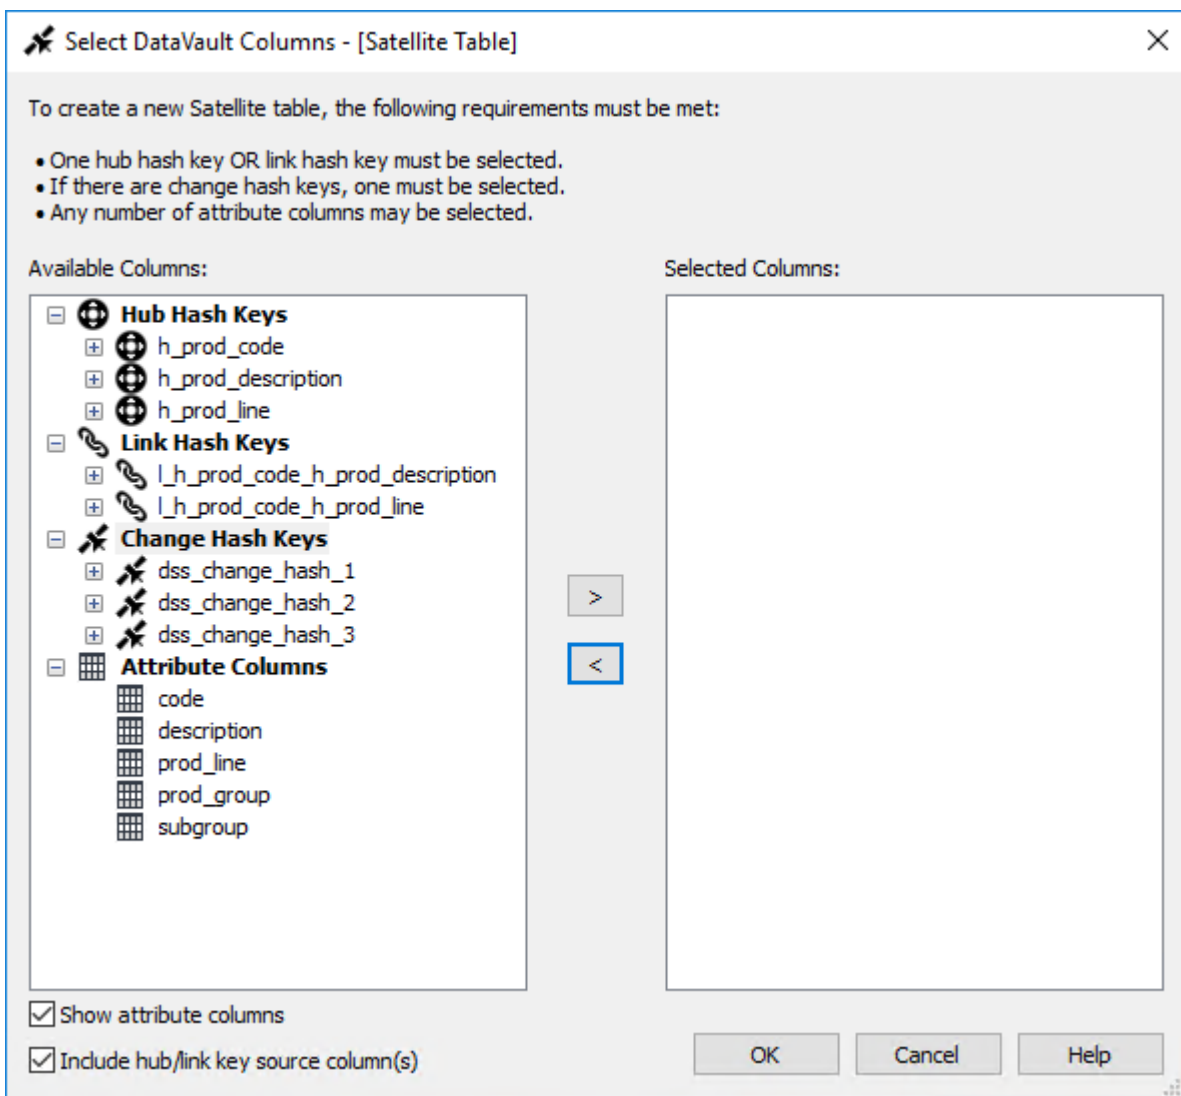 Select DataVault Columns - [Satellite Table]
To create a new Satellite table, the following requirements must be met:
• One hub hash key OR link hash key must be selected.
• If there are change hash keys, one must be selected.
• Any number of attribute columns may be selected.
Available Columns:
Hub Hash Keys
h_prod_code
h_prod_description
h_prod_line
Link Hash Keys
l_h_prod_code_h_prod_description
l_h_prod_code_h_prod_line
Change Hash Keys
dss_change_hash_1
dss_change_hash_2
dss_change_hash_3
Attribute Columns
code
description
prod_line
prod_group
subgroup
>
<
Selected Columns:
Show attribute columns
Include hub/link key source column(s)
OK Cancel Help